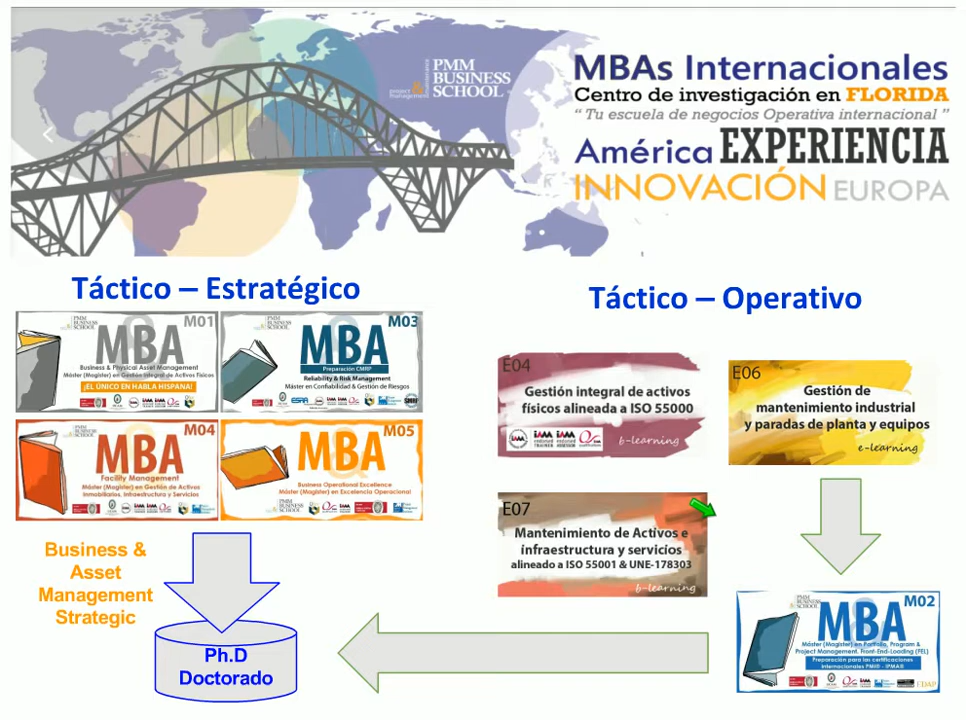 PMM
BUSINESS
SCHOOL
MBAs Internacionales
Centro de investigación en FLORIDA
“ Tu escuela de negocios Operativa internacional ”
América EXPERIENCIA
INNOVACIÓN EUROPA
Táctico – Estratégico
Táctico – Operativo
M01
MBA
Business & Physical Asset Management
Máster (Magister) en Gestión Integral de Activos Físicos
¡EL ÚNICO EN HABLA HISPANA!
M03
MBA
Preparación CMRP
Reliability & Risk Management
Máster en Confiabilidad & Gestión de Riesgos
M04
MBA
Facility Management
Máster (Magister) en Gestión de Activos
Inmobiliarios, Infraestructura y Servicios
M05
MBA
Business Operational Excellence
Máster (Magister) en Excelencia Operacional
E04
Gestión integral de activos
físicos alineada a ISO 55000
b-learning
E06
Gestión de
mantenimiento industrial
y paradas de planta y equipos
e-learning
E07
Mantenimiento de Activos e
infraestructura y servicios
alineado a ISO 55001 & UNE-178303
b-learning
Business &
Asset
Management
Strategic
Ph.D
Doctorado
M02
MBA
Máster (Magister) en Portfolio, Program &
Project Management. Front-End-Loading (FEL)
Preparación para las certificaciones
internacionales PMI® - IPMA®